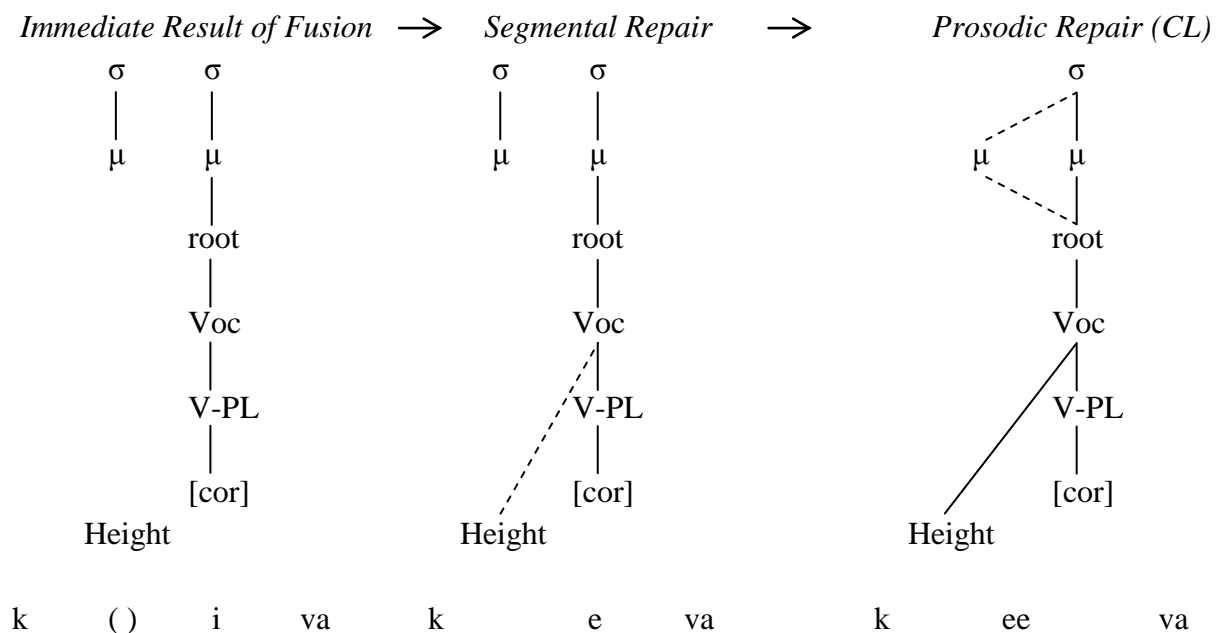 Immediate Result of Fusion → Segmental Repair → Prosodic Repair (CL)
σ σ σ σ σ
μ μ μ μ μ μ
root root root
Voc Voc Voc
V-PL V-PL V-PL
[cor] [cor] [cor]
Height Height Height
k ( ) i va k e va k ee va